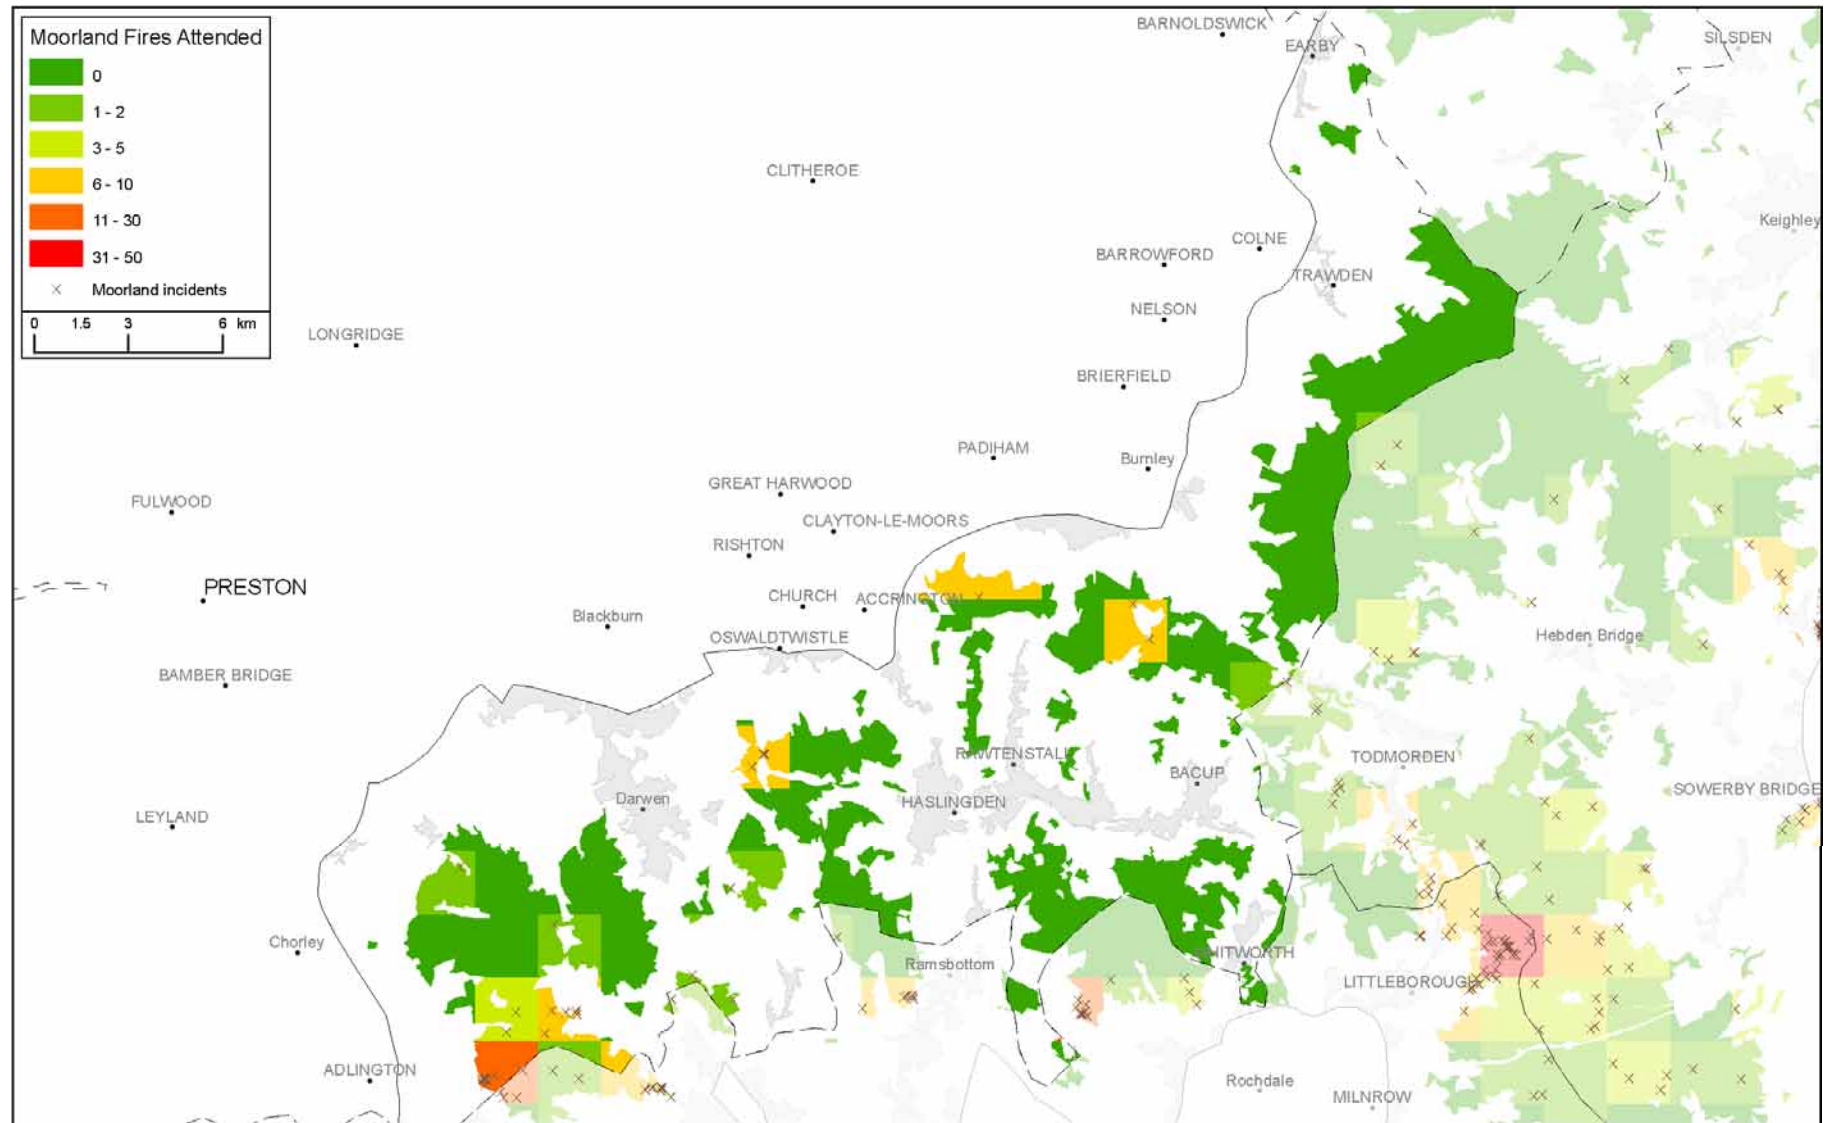 Moorland Fires Attended
0
1 - 2
3 - 5
6 - 10
11 - 30
31 - 50
Moorland incidents
0 1.5 3 6 km
BARNOLDSWICK
EARBY
SILSDEN
CLITHEROE
Keighley
COLNE
BARROWFORD
TRAWDEN
NELSON
LONGRIDGE
BRIERFIELD
PADIHAM
Burnley
GREAT HARWOOD
FULWOOD
CLAYTON-LE-MOORS
RISHTON
PRESTON
CHURCH
ACCRINGTON
Blackburn
OSWALDTWISTLE
Hebden Bridge
BAMBER BRIDGE
RAWTENSTALL
TODMORDEN
BACUP
SOWERBY BRIDGE
Darwen
HASLINGDEN
LEYLAND
Chorley
WHITWORTH
Ramsbottom
LITTLEBOROUGH
ADLINGTON
Rochdale
MILNROW